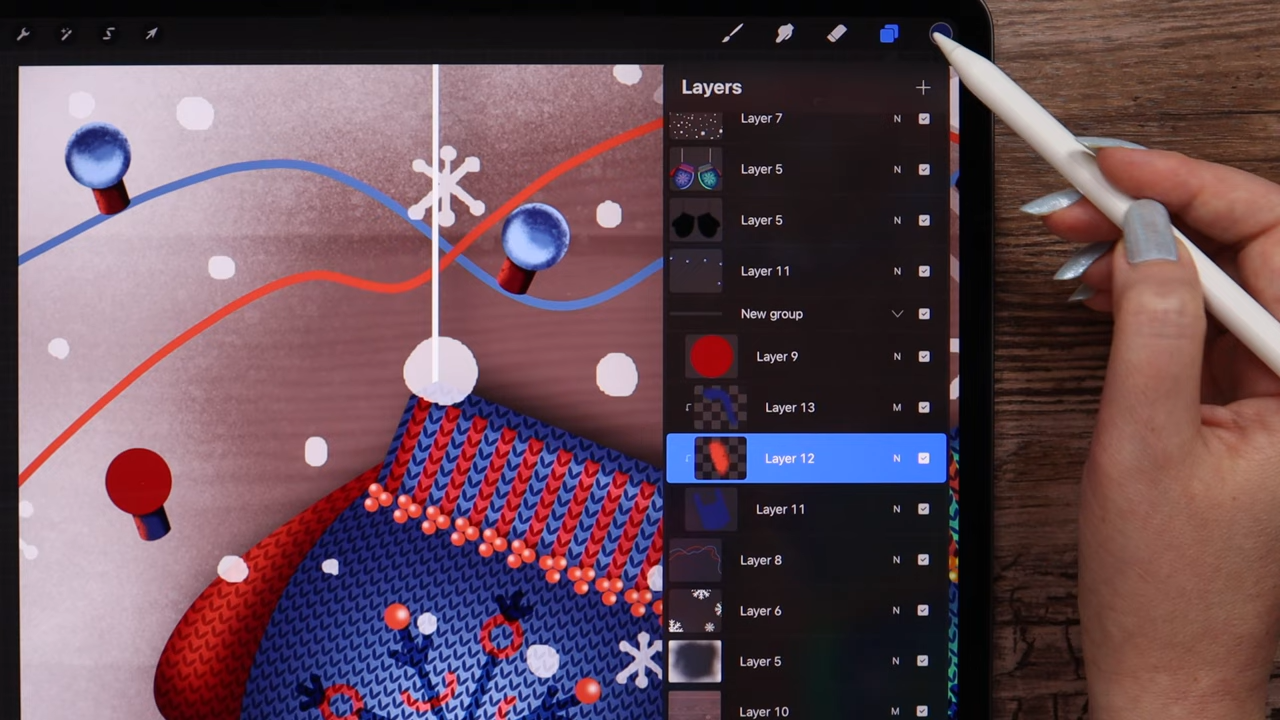 Layers
Layer 7 N
Layer 5 N
Layer 5 N
Layer 11 N
New group
Layer 9 N
Layer 13 M
Layer 12 N
Layer 11 N
Layer 8 N
Layer 6 N
Layer 5 N
Layer 10 M